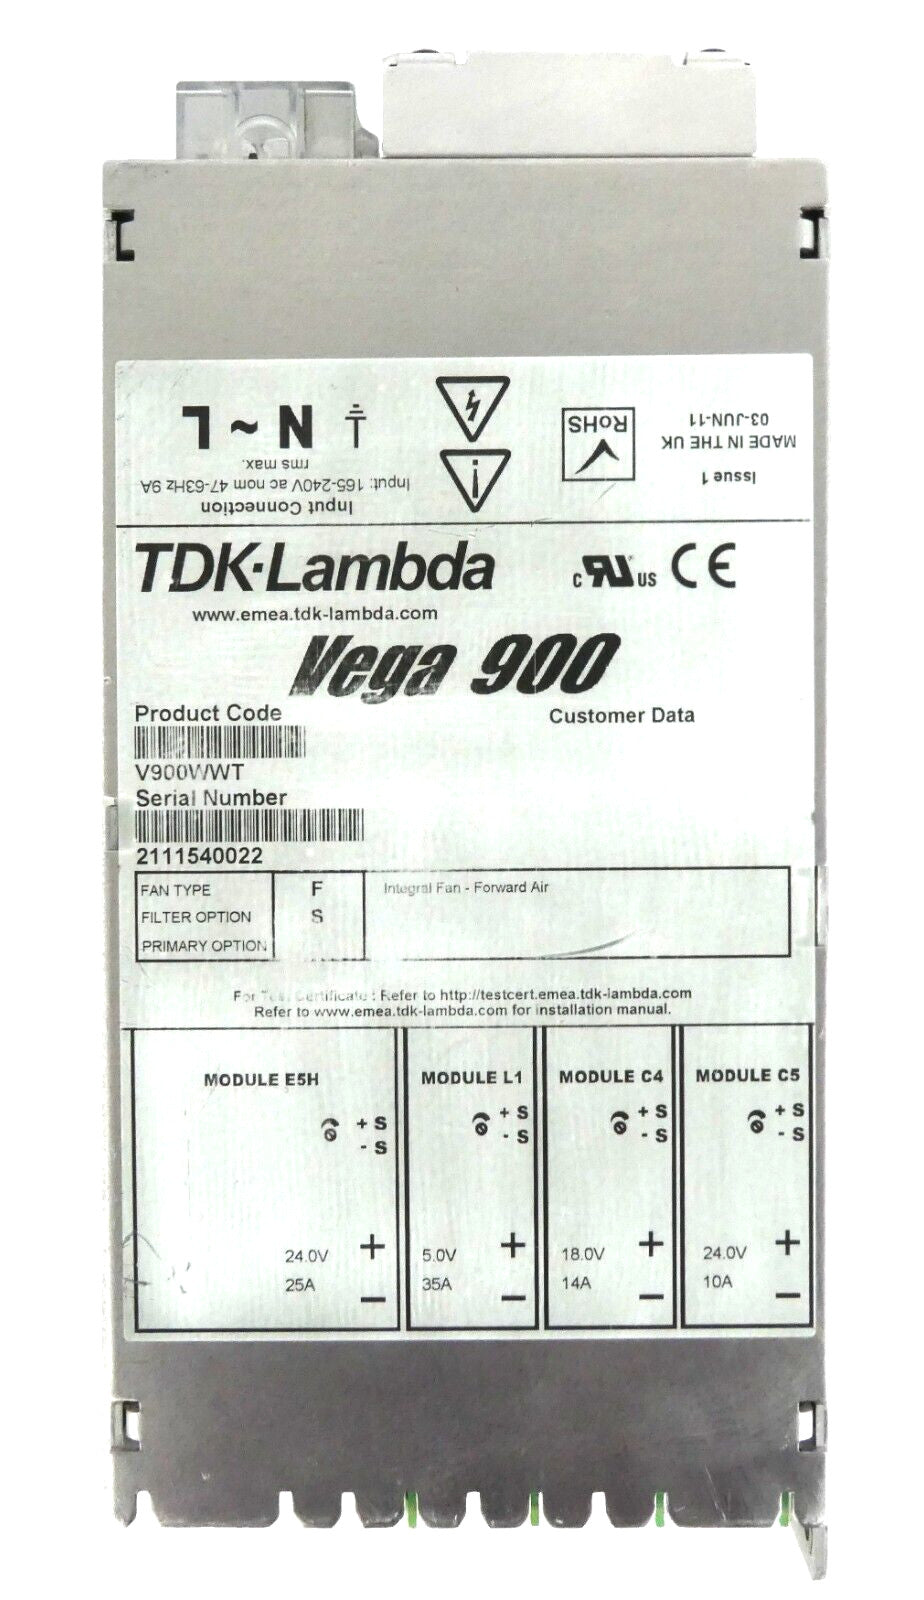 Input Connection
Input: 165-240V ac nom 47-63Hz 9A
rms max.
L ~ N
RoHS
Issue 1
MADE IN THE UK
03-JUN-11
TDK-Lambda
c RU US CE
www.emea.tdk-lambda.com
Vega 900
Product Code
Customer Data
V900WWT
Serial Number
2111540022
FAN TYPE F Integral Fan - Forward Air
FILTER OPTION S
PRIMARY OPTION
For Test Certificate : Refer to http://testcert.emea.tdk-lambda.com
Refer to www.emea.tdk-lambda.com for installation manual.
MODULE E5H
+ S
- S
24.0V +
25A -
MODULE L1
+ S
- S
5.0V +
35A -
MODULE C4
+ S
- S
18.0V +
14A -
MODULE C5
+ S
- S
24.0V +
10A -